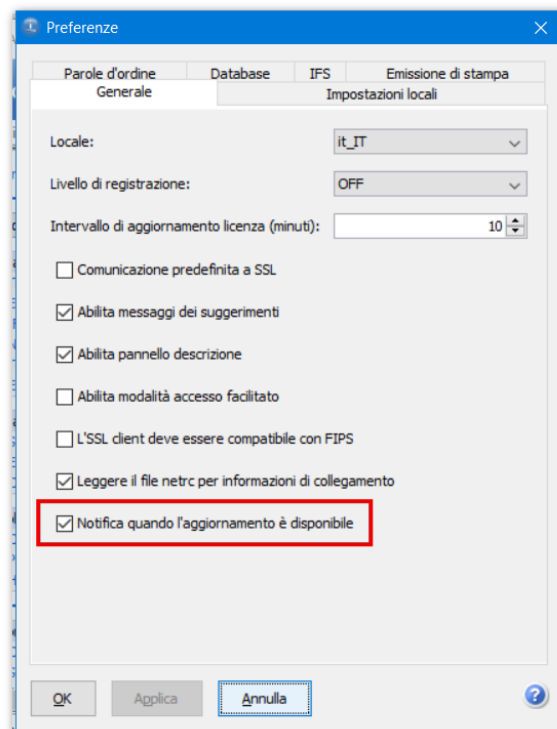 Preferenze
Parole d'ordine Database IFS Emissione di stampa
Generale Impostazioni locali
Locale: it_IT
Livello di registrazione: OFF
Intervallo di aggiornamento licenza (minuti): 10
Comunicazione predefinita a SSL
Abilita messaggi dei suggerimenti
Abilita pannello descrizione
Abilita modalità accesso facilitato
L'SSL client deve essere compatibile con FIPS
Leggere il file netrc per informazioni di collegamento
Notifica quando l'aggiornamento è disponibile
OK Applica Annulla ?